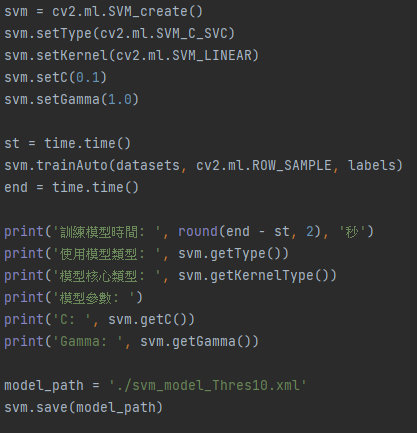 svm = cv2.ml.SVM_create()
svm.setType(cv2.ml.SVM_C_SVC)
svm.setKernel(cv2.ml.SVM_LINEAR)
svm.setC(0.1)
svm.setGamma(1.0)
st = time.time()
svm.trainAuto(datasets, cv2.ml.ROW_SAMPLE, labels)
end = time.time()
print('訓練模型時間: ', round(end - st, 2), '秒')
print('使用模型類型: ', svm.getType())
print('模型核心類型: ', svm.getKernelType())
print('模型參數: ')
print('C: ', svm.getC())
print('Gamma: ', svm.getGamma())
model_path = './svm_model_Thres10.xml'
svm.save(model_path)